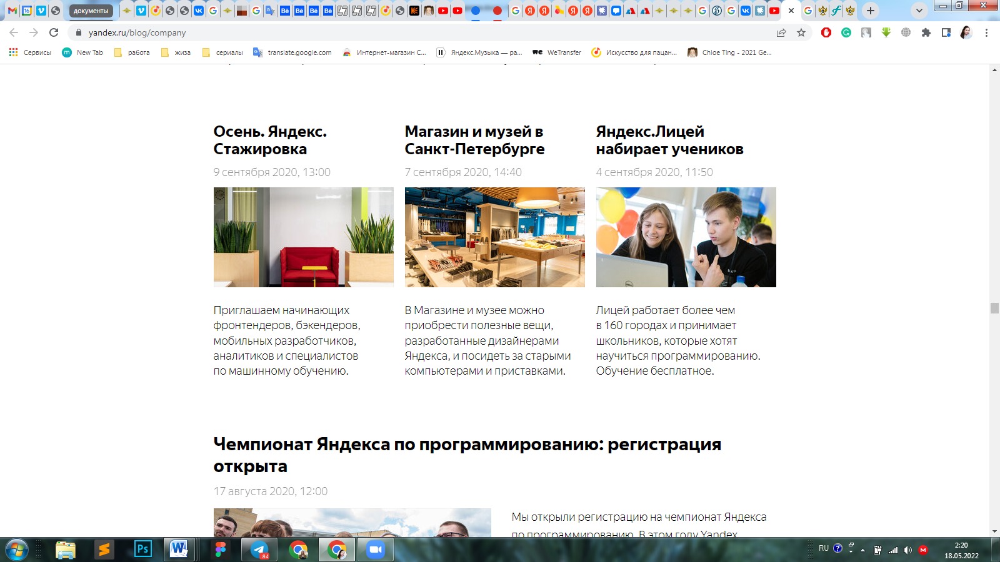 документы
yandex.ru/blog/company
Сервисы
New Tab
работа
жиза
сериалы
translate.google.com
Интернет-магазин С...
Яндекс.Музыка — ра...
WeTransfer
Искусство для пацан...
Chloe Ting - 2021 Ge...
Осень. Яндекс.
Стажировка
9 сентября 2020, 13:00
Приглашаем начинающих
фронтендеров, бэкендеров,
мобильных разработчиков,
аналитиков и специалистов
по машинному обучению.
Магазин и музей в
Санкт-Петербурге
7 сентября 2020, 14:40
В Магазине и музее можно
приобрести полезные вещи,
разработанные дизайнерами
Яндекса, и посидеть за старыми
компьютерами и приставками.
Яндекс.Лицей
набирает учеников
4 сентября 2020, 11:50
Лицей работает более чем
в 160 городах и принимает
школьников, которые хотят
научиться программированию.
Обучение бесплатное.
Чемпионат Яндекса по программированию: регистрация
открыта
17 августа 2020, 12:00
Мы открыли регистрацию на чемпионат Яндекса
по программированию. В этом году Yandex
Ps
84
RU
2:20
18.05.2022